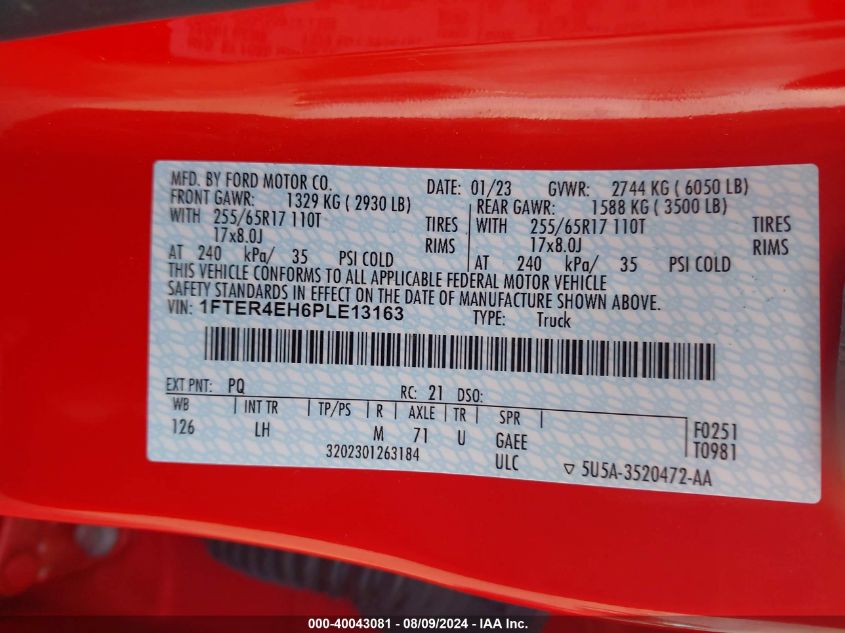 MFD. BY FORD MOTOR CO. DATE: 01/23 GVWR: 2744 KG ( 6050 LB)
FRONT GAWR: 1329 KG ( 2930 LB) REAR GAWR: 1588 KG ( 3500 LB)
WITH 255/65R17 110T TIRES WITH 255/65R17 110T TIRES
17x8.0J RIMS 17x8.0J RIMS
AT 240 kPa/ 35 PSI COLD AT 240 kPa/ 35 PSI COLD
THIS VEHICLE CONFORMS TO ALL APPLICABLE FEDERAL MOTOR VEHICLE
SAFETY STANDARDS IN EFFECT ON THE DATE OF MANUFACTURE SHOWN ABOVE.
VIN: 1FTER4EH6PLE13163 TYPE: Truck
EXT PNT: PQ RC: 21 DSO:
WB INT TR TP/PS R AXLE TR SPR F0251
126 LH M 71 U GAEE T0981
3202301263184 ULC 5U5A-3520472-AA
000-40043081 - 08/09/2024 - IAA Inc.